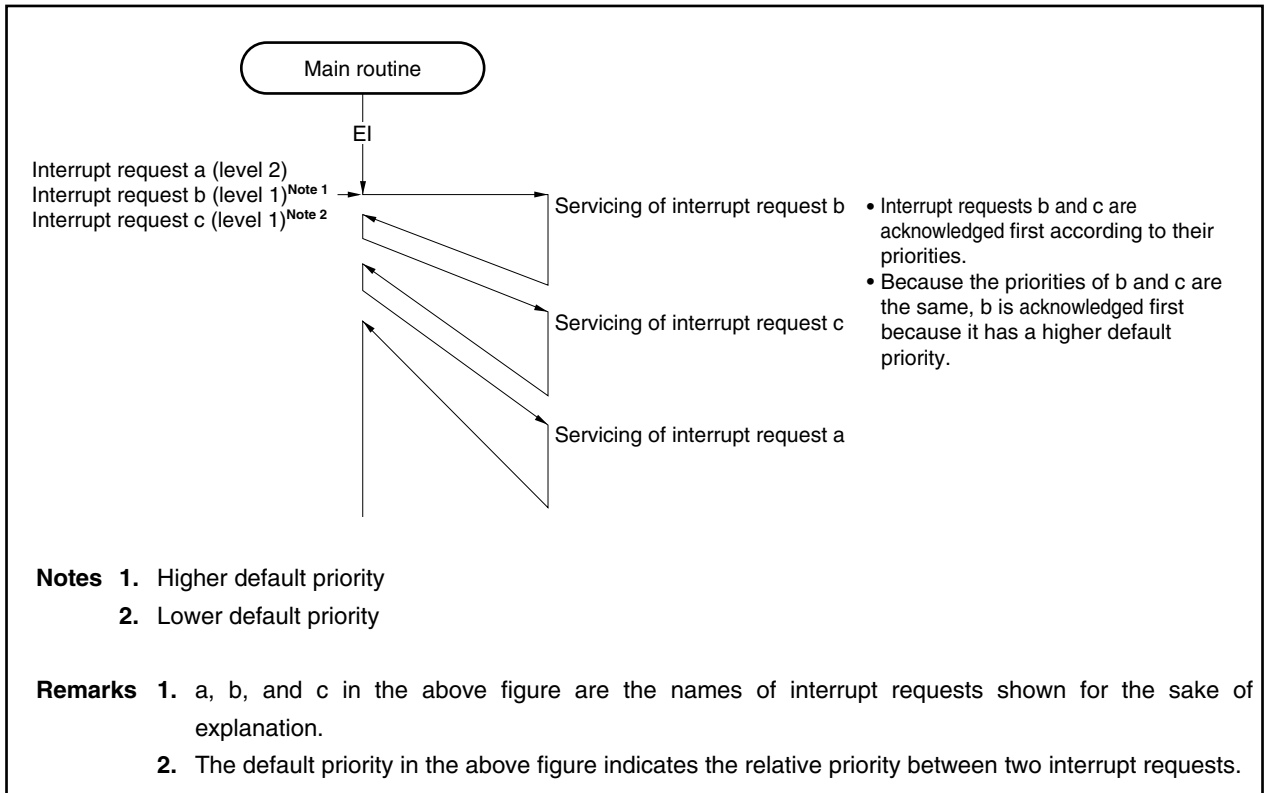 Main routine
EI
Interrupt request a (level 2)
Interrupt request b (level 1)Note 1
Interrupt request c (level 1)Note 2
Servicing of interrupt request b
• Interrupt requests b and c are
acknowledged first according to their
priorities.
• Because the priorities of b and c are
the same, b is acknowledged first
because it has a higher default
priority.
Servicing of interrupt request c
Servicing of interrupt request a
Notes 1. Higher default priority
2. Lower default priority
Remarks 1. a, b, and c in the above figure are the names of interrupt requests shown for the sake of
explanation.
2. The default priority in the above figure indicates the relative priority between two interrupt requests.